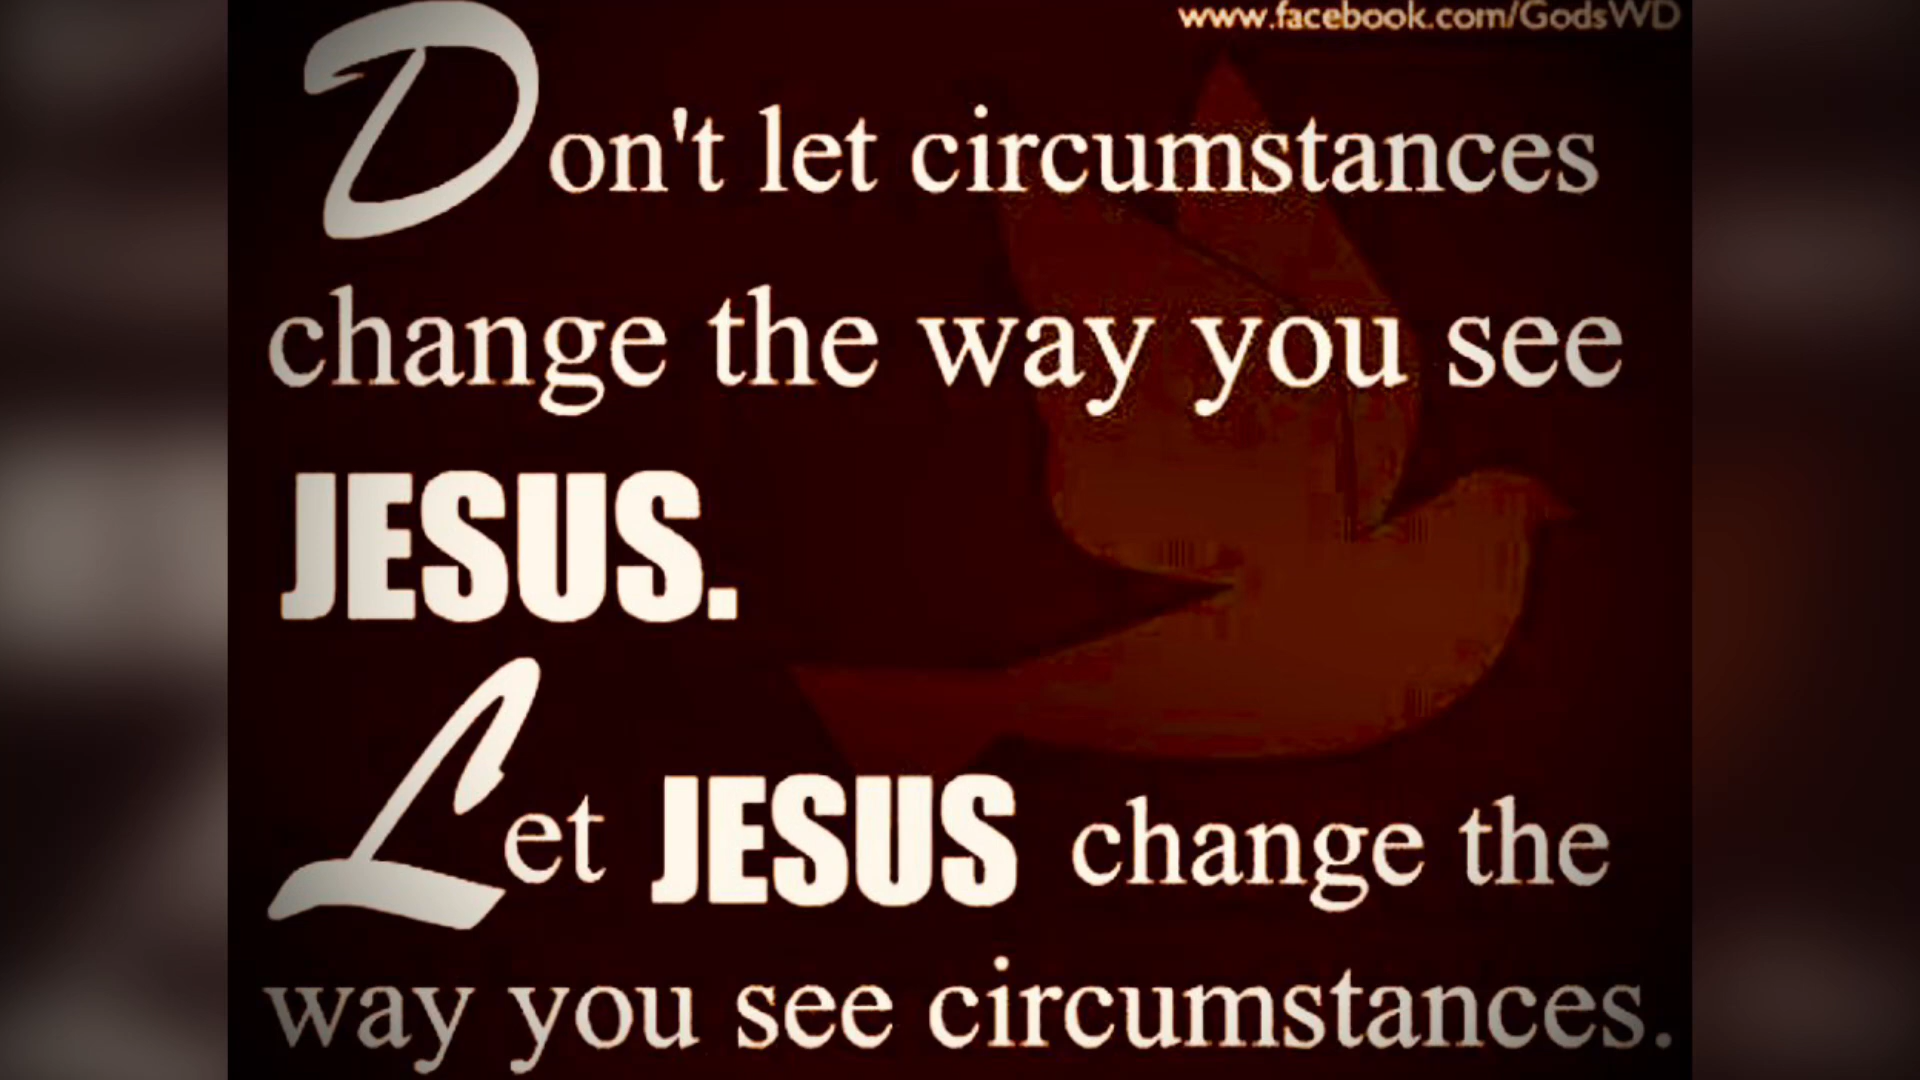 www.facebook.com/GodsWD
Don't let circumstances
change the way you see
JESUS.
Let JESUS change the
way you see circumstances.